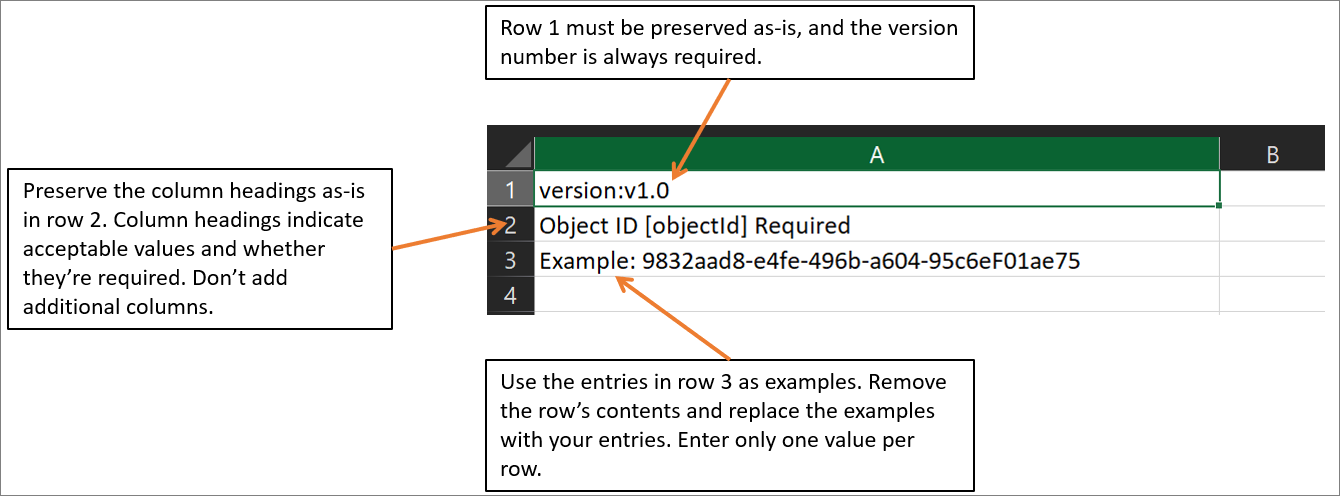 Row 1 must be preserved as-is, and the version
number is always required.
A
B
1
version:v1.0
Preserve the column headings as-is
in row 2. Column headings indicate
acceptable values and whether
they’re required. Don’t add
additional columns.
2
Object ID [objectId] Required
3
Example: 9832aad8-e4fe-496b-a604-95c6eF01ae75
4
Use the entries in row 3 as examples. Remove
the row’s contents and replace the examples
with your entries. Enter only one value per
row.